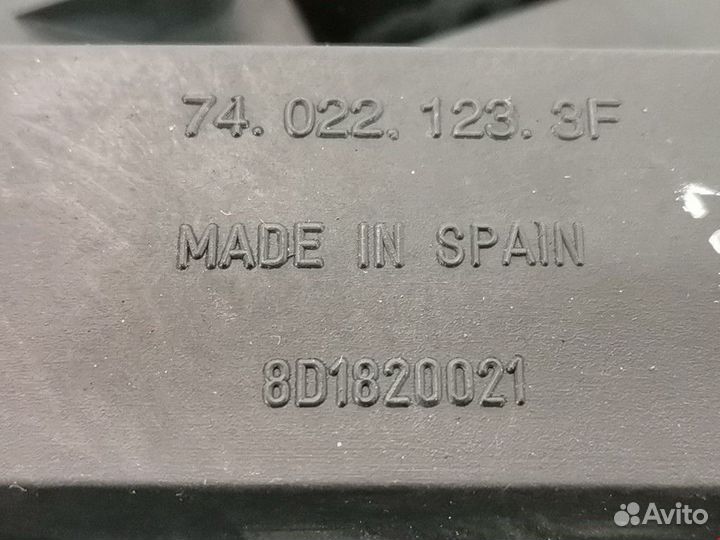 74. 022. 123. 3F
MADE IN SPAIN
8D1820021
Avito